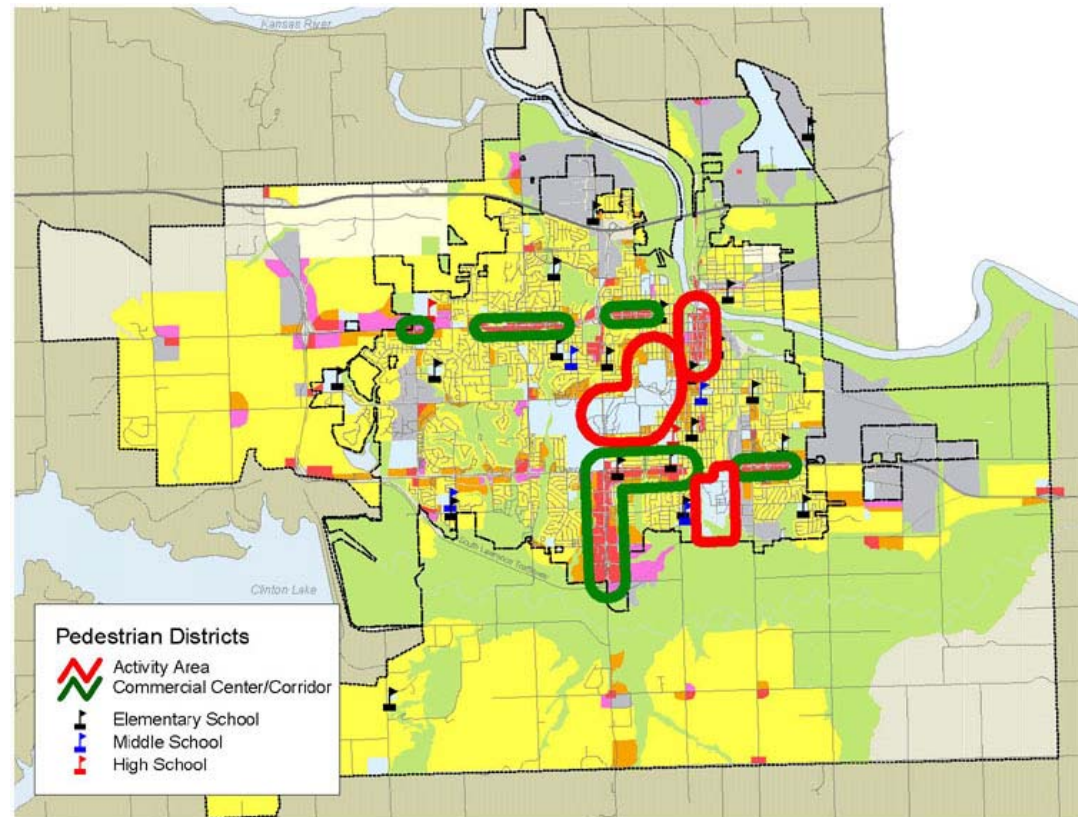 Kansas River
South Lawrence Trafficway
Clinton Lake
Pedestrian Districts
Activity Area
Commercial Center/Corridor
Elementary School
Middle School
High School